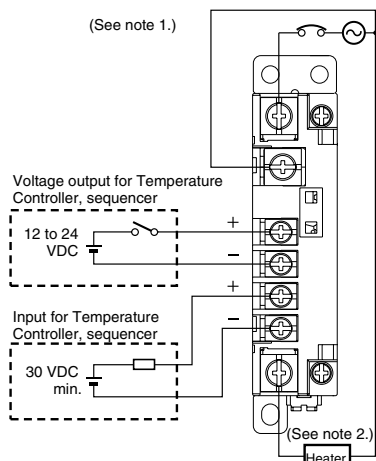 (See note 1.)
Voltage output for Temperature
Controller, sequencer
12 to 24
VDC
+
−
Input for Temperature
Controller, sequencer
+
−
30 VDC
min.
(See note 2.)
Heater